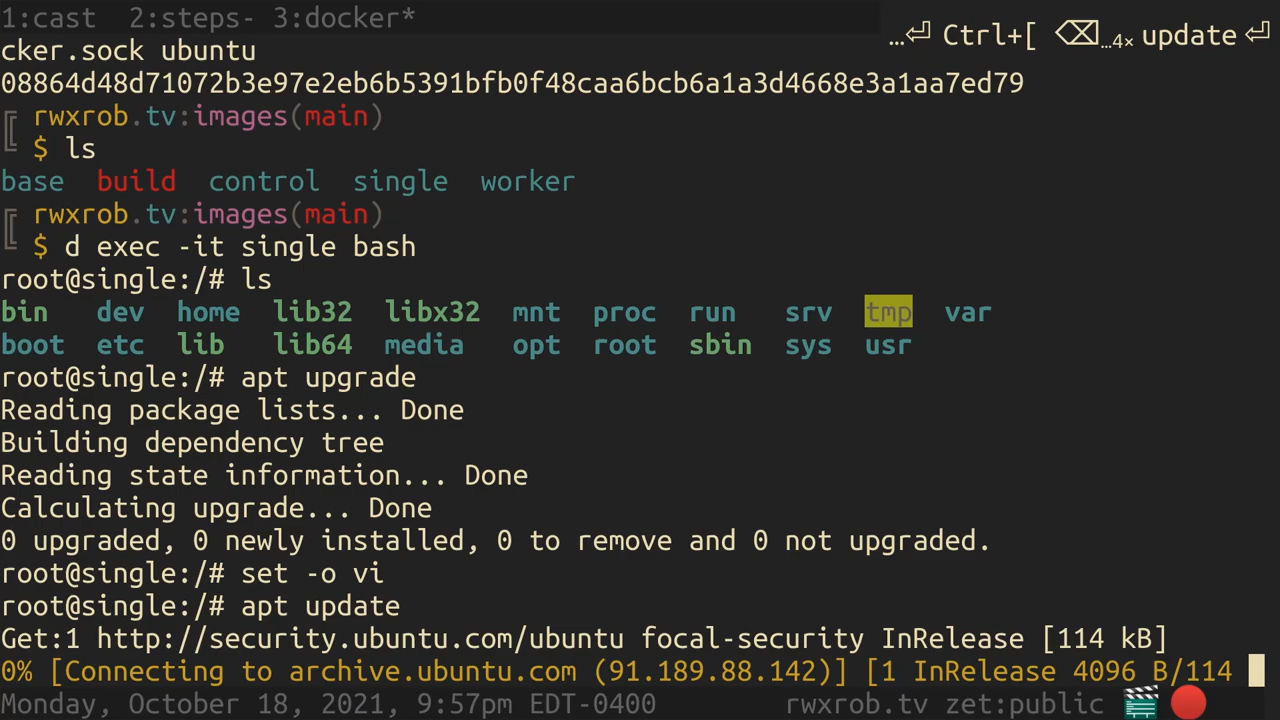 1:cast  2:steps- 3:docker*
…⏎ Ctrl+[ ⌫…4× update ⏎
cker.sock ubuntu
08864d48d71072b3e97e2eb6b5391bfb0f48caa6bcb6a1a3d4668e3a1aa7ed79
╔ rwxrob.tv:images(main)
╚ $ ls
base  build  control  single  worker
╔ rwxrob.tv:images(main)
╚ $ d exec -it single bash
root@single:/# ls
bin   dev  home  lib32  libx32  mnt  proc  run   srv  tmp  var
boot  etc  lib   lib64  media   opt  root  sbin  sys  usr
root@single:/# apt upgrade
Reading package lists... Done
Building dependency tree
Reading state information... Done
Calculating upgrade... Done
0 upgraded, 0 newly installed, 0 to remove and 0 not upgraded.
root@single:/# set -o vi
root@single:/# apt update
Get:1 http://security.ubuntu.com/ubuntu focal-security InRelease [114 kB]
0% [Connecting to archive.ubuntu.com (91.189.88.142)] [1 InRelease 4096 B/114
Monday, October 18, 2021, 9:57pm EDT-0400        rwxrob.tv zet:public 🎬 🔴